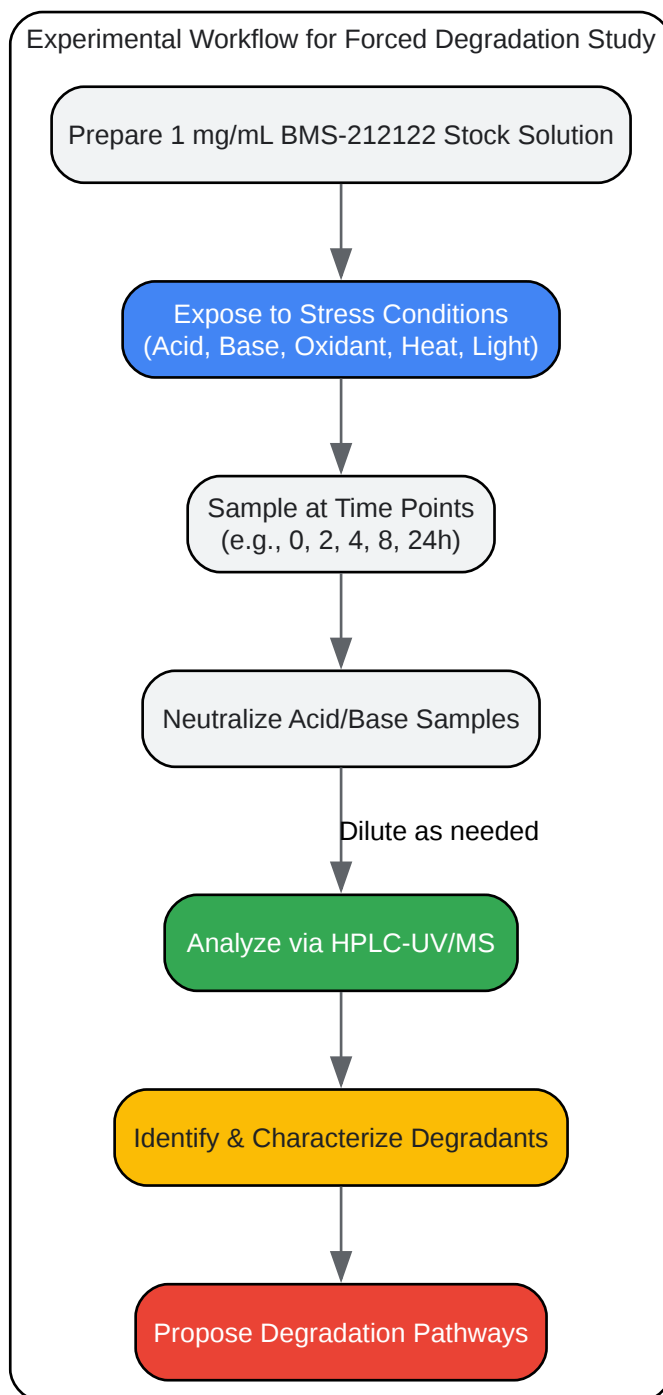 Experimental Workflow for Forced Degradation Study
Prepare 1 mg/mL BMS-212122 Stock Solution
Expose to Stress Conditions
(Acid, Base, Oxidant, Heat, Light)
Sample at Time Points
(e.g., 0, 2, 4, 8, 24h)
Neutralize Acid/Base Samples
Dilute as needed
Analyze via HPLC-UV/MS
Identify & Characterize Degradants
Propose Degradation Pathways